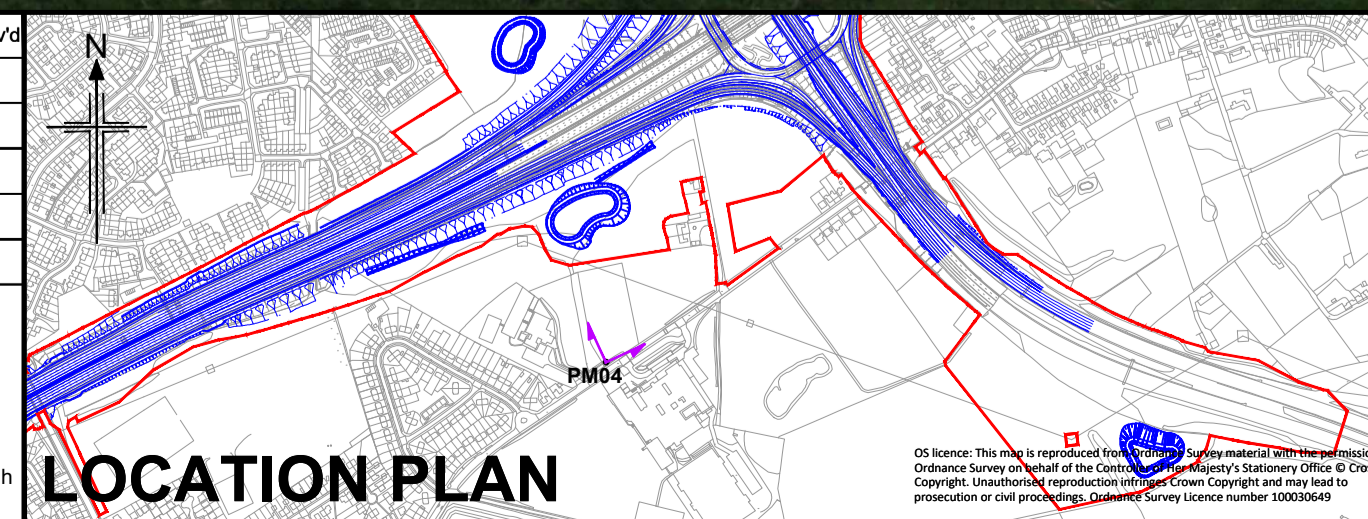 v'd
N
PM04
h
LOCATION PLAN
OS licence: This map is reproduced from Ordnance Survey material with the permissio
Ordnance Survey on behalf of the Controller of Her Majesty's Stationery Office © Cro
Copyright. Unauthorised reproduction infringes Crown Copyright and may lead to
prosecution or civil proceedings. Ordnance Survey Licence number 100030649